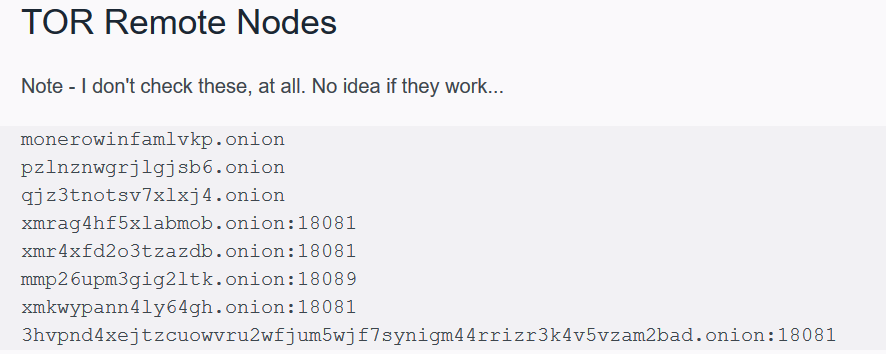 TOR Remote Nodes
Note - I don't check these, at all. No idea if they work...
monerowinfamlvkp.onion
pzlnznwgrjlgjsb6.onion
qjz3tnotsv7xlxj4.onion
xmrag4hf5xlabmob.onion:18081
xmr4xfd2o3tzazdb.onion:18081
mmp26upm3gig2ltk.onion:18089
xmkwypann4ly64gh.onion:18081
3hvpnd4xejtzcuowvru2wfjum5wjf7synigm44rrizr3k4v5vzam2bad.onion:18081